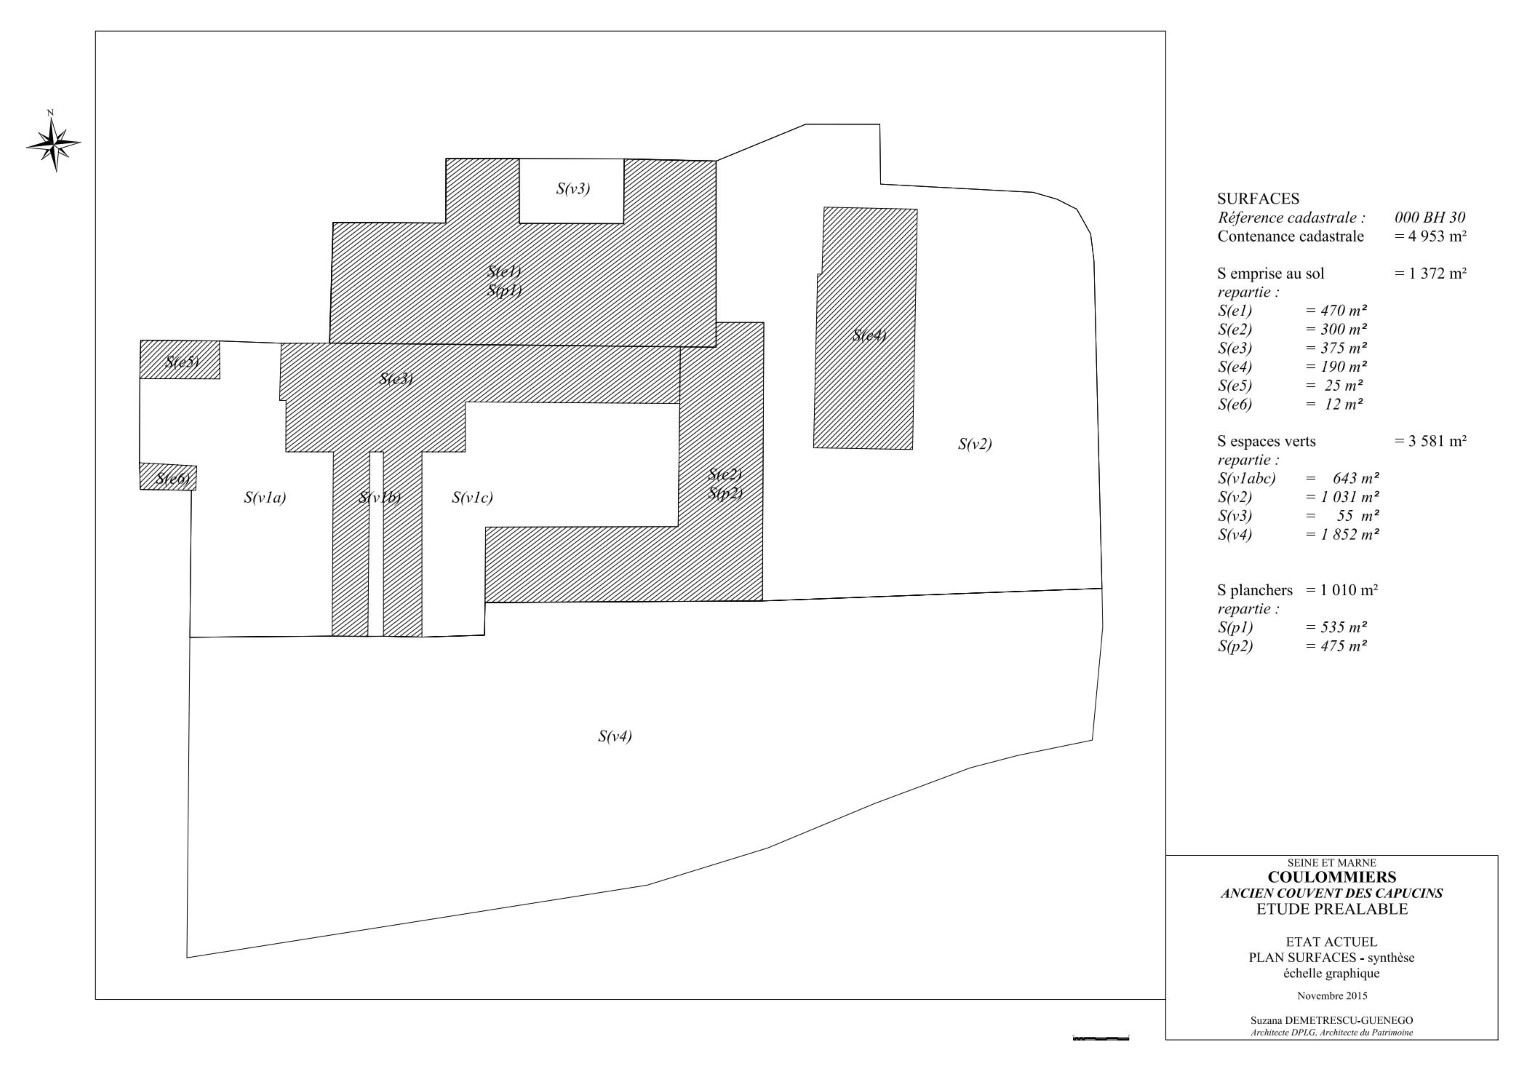 N
S(v3)
S(e1)
S(p1)
S(e4)
S(e5)
S(e3)
S(v2)
S(e2)
S(p2)
S(e6)
S(v1a)
S(v1b)
S(v1c)
S(v4)
SURFACES
Réference cadastrale : 000 BH 30
Contenance cadastrale = 4 953 m²
S emprise au sol = 1 372 m²
repartie :
S(e1) = 470 m²
S(e2) = 300 m²
S(e3) = 375 m²
S(e4) = 190 m²
S(e5) = 25 m²
S(e6) = 12 m²
S espaces verts = 3 581 m²
repartie :
S(v1abc) = 643 m²
S(v2) = 1 031 m²
S(v3) = 55 m²
S(v4) = 1 852 m²
S planchers = 1 010 m²
repartie :
S(p1) = 535 m²
S(p2) = 475 m²
SEINE ET MARNE
COULOMMIERS
ANCIEN COUVENT DES CAPUCINS
ETUDE PREALABLE
ETAT ACTUEL
PLAN SURFACES - synthèse
échelle graphique
Novembre 2015
Suzana DEMETRESCU-GUENEGO
Architecte DPLG, Architecte du Patrimoine